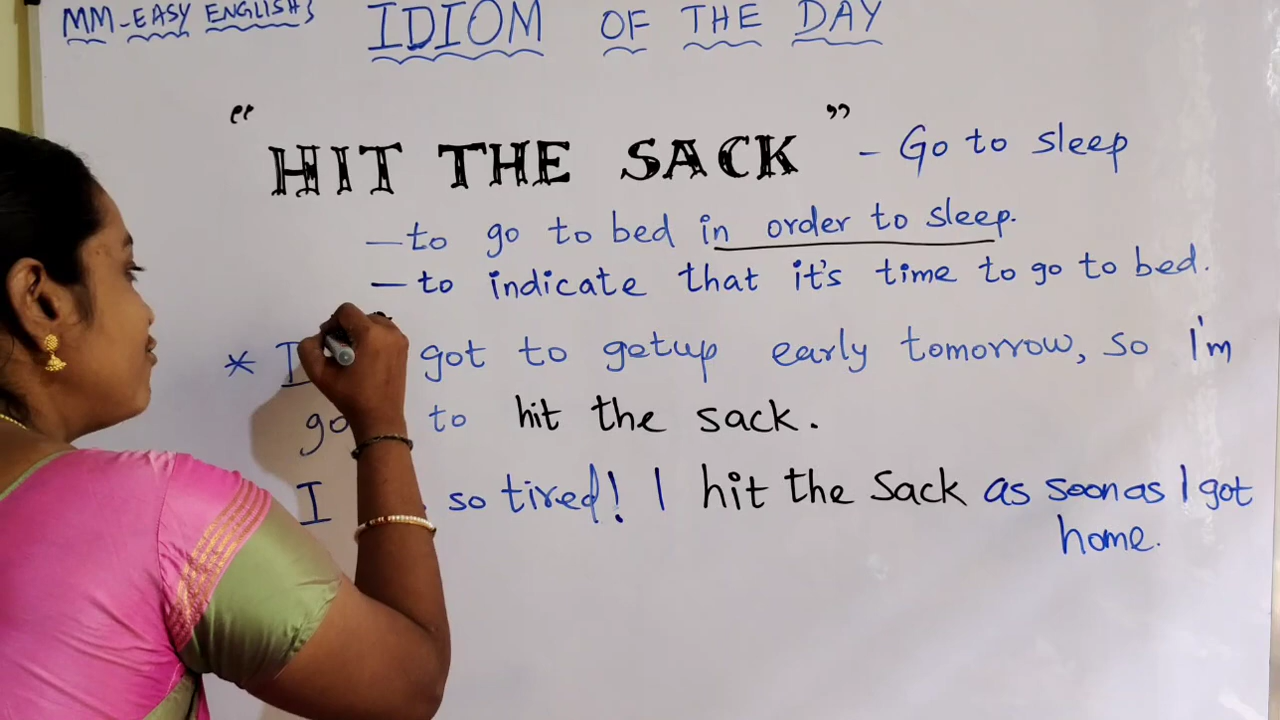 MM-EASY ENGLISH
IDIOM OF THE DAY
"HIT THE SACK" - Go to sleep
- to go to bed in order to sleep.
- to indicate that it's time to go to bed.
* I got to getup early tomorrow, so I'm
to hit the sack.
I so tired! I hit the Sack as soon as I got
home.